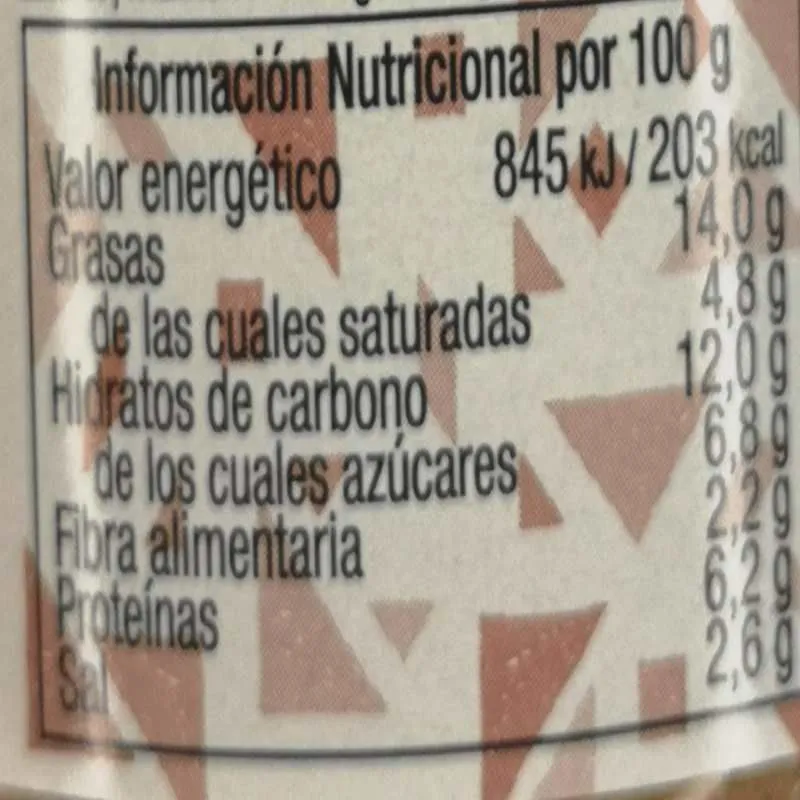 Información Nutricional por 100 g
Valor energético 845 kJ / 203 kcal
Grasas 14,0 g
de las cuales saturadas 4,8 g
Hidratos de carbono 12,0 g
de los cuales azúcares 6,8 g
Fibra alimentaria 2,2 g
Proteínas 6,2 g
Sal 2,6 g